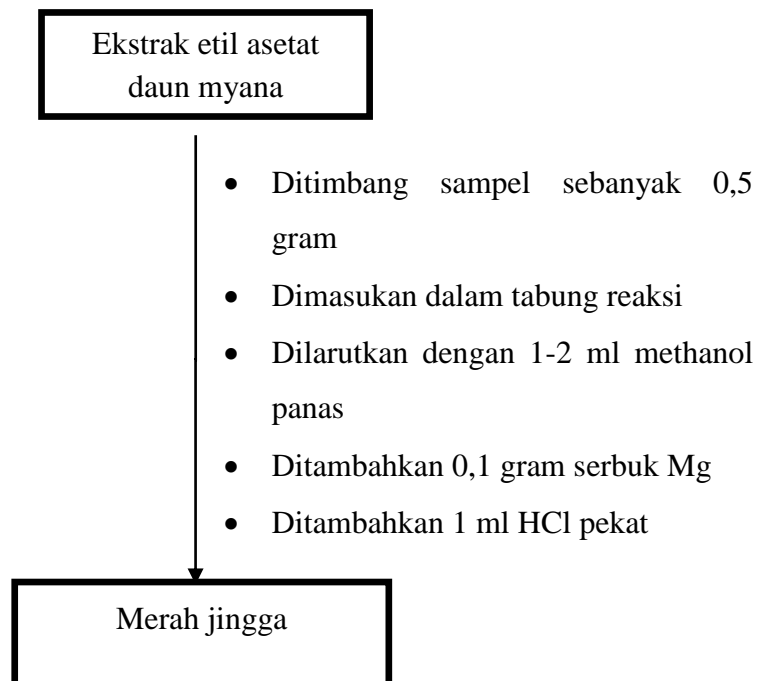 Ekstrak etil asetat
daun myana
• Ditimbang sampel sebanyak 0,5
gram
• Dimasukan dalam tabung reaksi
• Dilarutkan dengan 1-2 ml methanol
panas
• Ditambahkan 0,1 gram serbuk Mg
• Ditambahkan 1 ml HCl pekat
Merah jingga